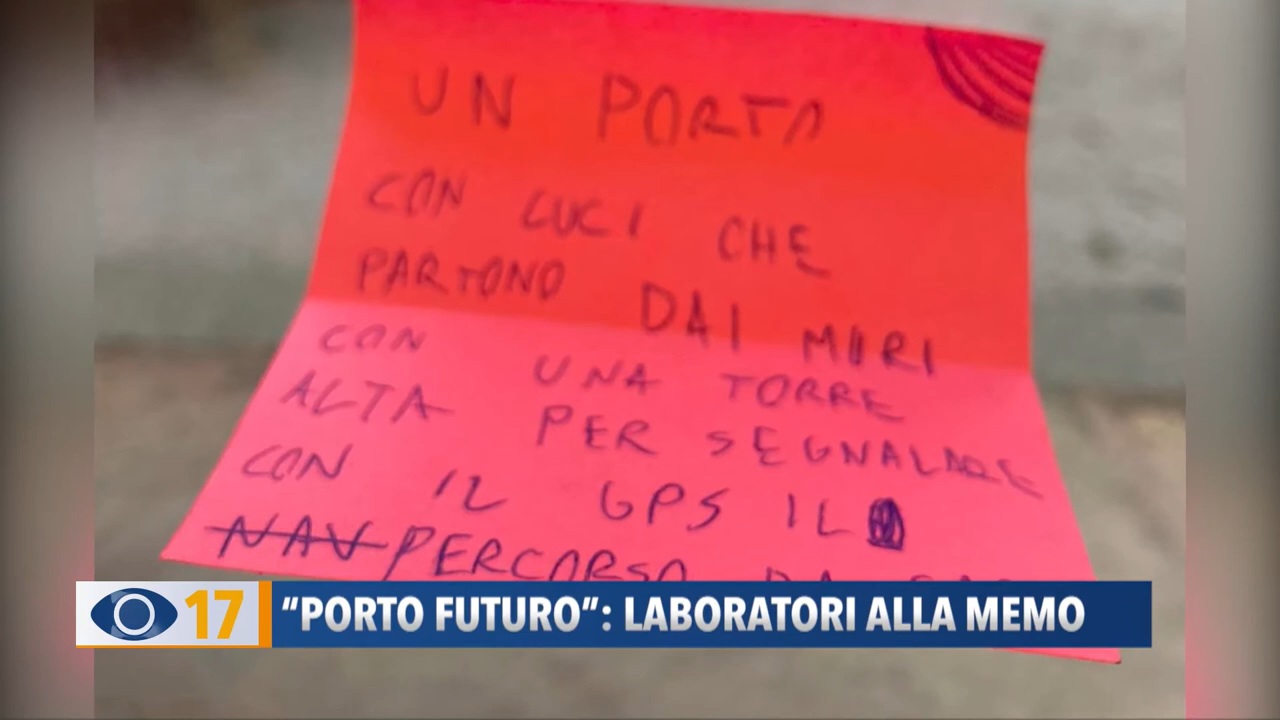 UN PORTO
CON LUCI CHE
PARTONO DAI MURI
CON UNA TORRE
ALTA PER SEGNALARE
CON IL GPS IL
NAV PERCORSO DA
17
“PORTO FUTURO“: LABORATORI ALLA MEMO